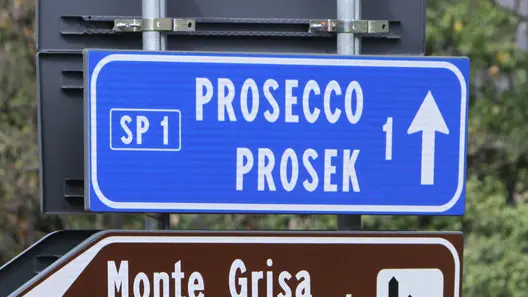 PROSECCO
SP 1
1
PROSEK
Monte Grisa